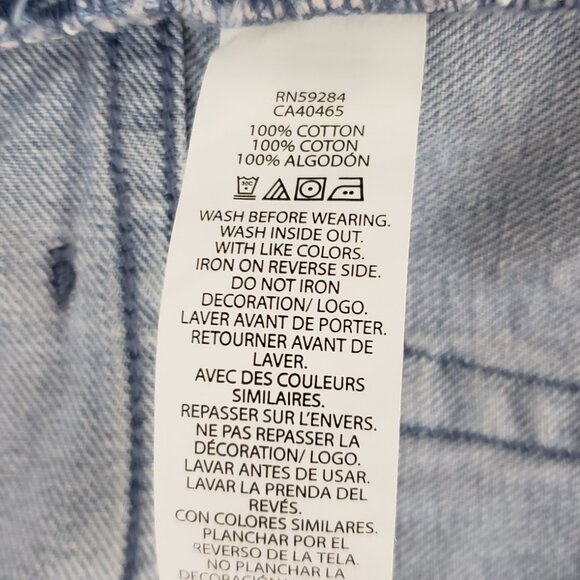 RN59284
CA40465
100% COTTON
100% COTON
100% ALGODÓN
30C
WASH BEFORE WEARING.
WASH INSIDE OUT.
WITH LIKE COLORS.
IRON ON REVERSE SIDE.
DO NOT IRON
DECORATION/ LOGO.
LAVER AVANT DE PORTER.
RETOURNER AVANT DE
LAVER.
AVEC DES COULEURS
SIMILAIRES.
REPASSER SUR L'ENVERS.
NE PAS REPASSER LA
DÉCORATION/ LOGO.
LAVAR ANTES DE USAR.
LAVAR LA PRENDA DEL
REVÉS.
CON COLORES SIMILARES.
PLANCHAR POR EL
REVERSO DE LA TELA.
NO PLANCHAR LA